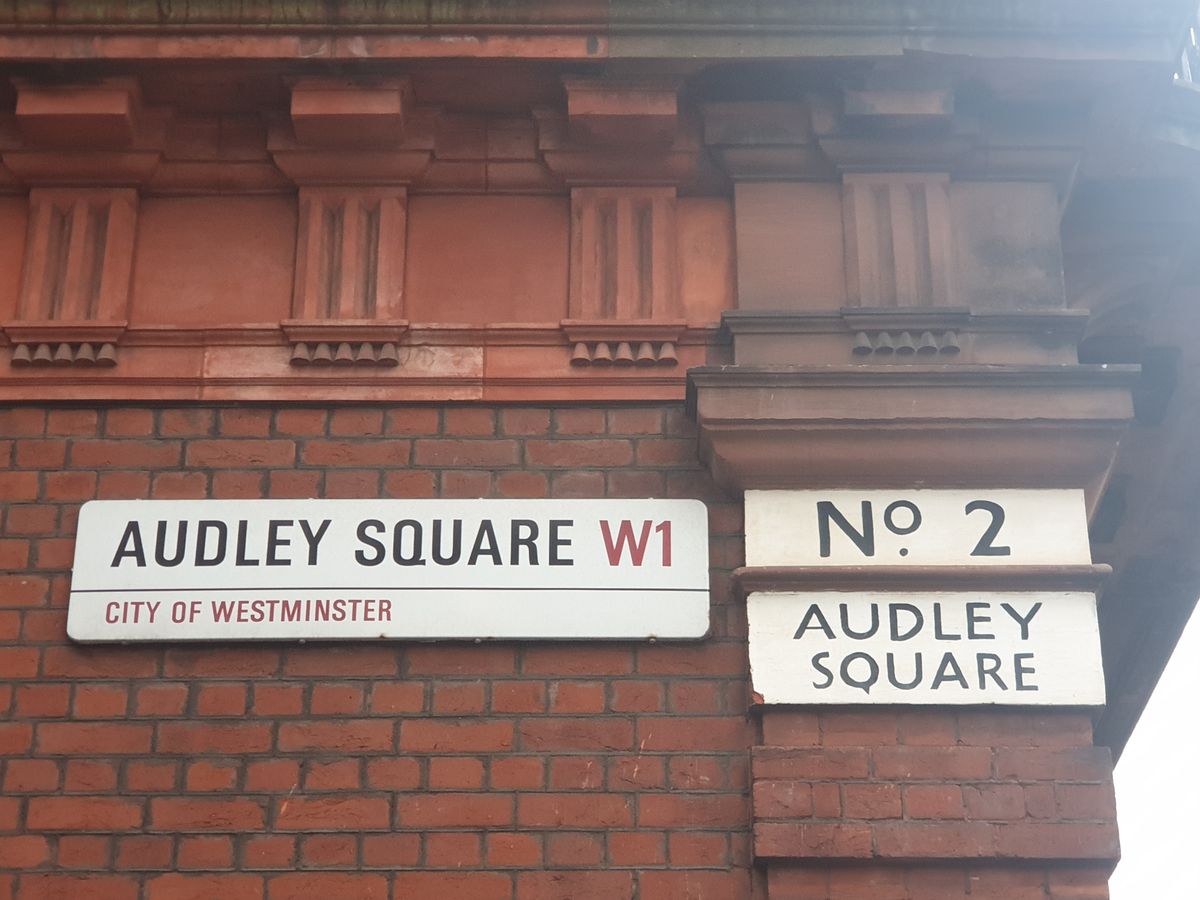 AUDLEY SQUARE W1
CITY OF WESTMINSTER
Nº. 2
AUDLEY
SQUARE